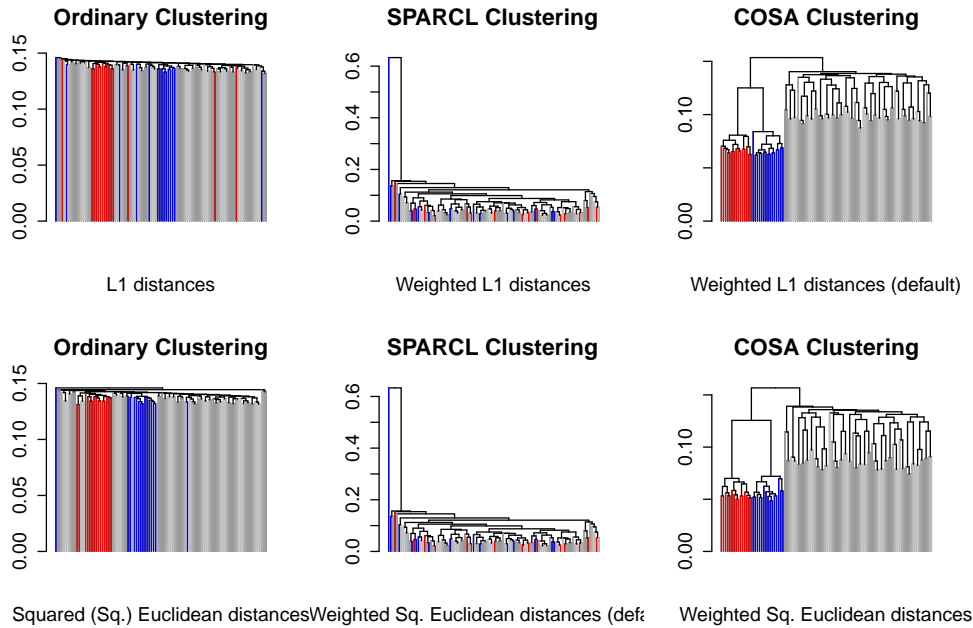 Ordinary Clustering
SPARCL Clustering
COSA Clustering
0.15
0.10
0.05
0.00
0.6
0.4
0.2
0.0
0.10
0.00
L1 distances
Weighted L1 distances
Weighted L1 distances (default)
Ordinary Clustering
SPARCL Clustering
COSA Clustering
0.15
0.10
0.05
0.00
0.6
0.4
0.2
0.0
0.10
0.00
Squared (Sq.) Euclidean distances
Weighted Sq. Euclidean distances (defa
Weighted Sq. Euclidean distances